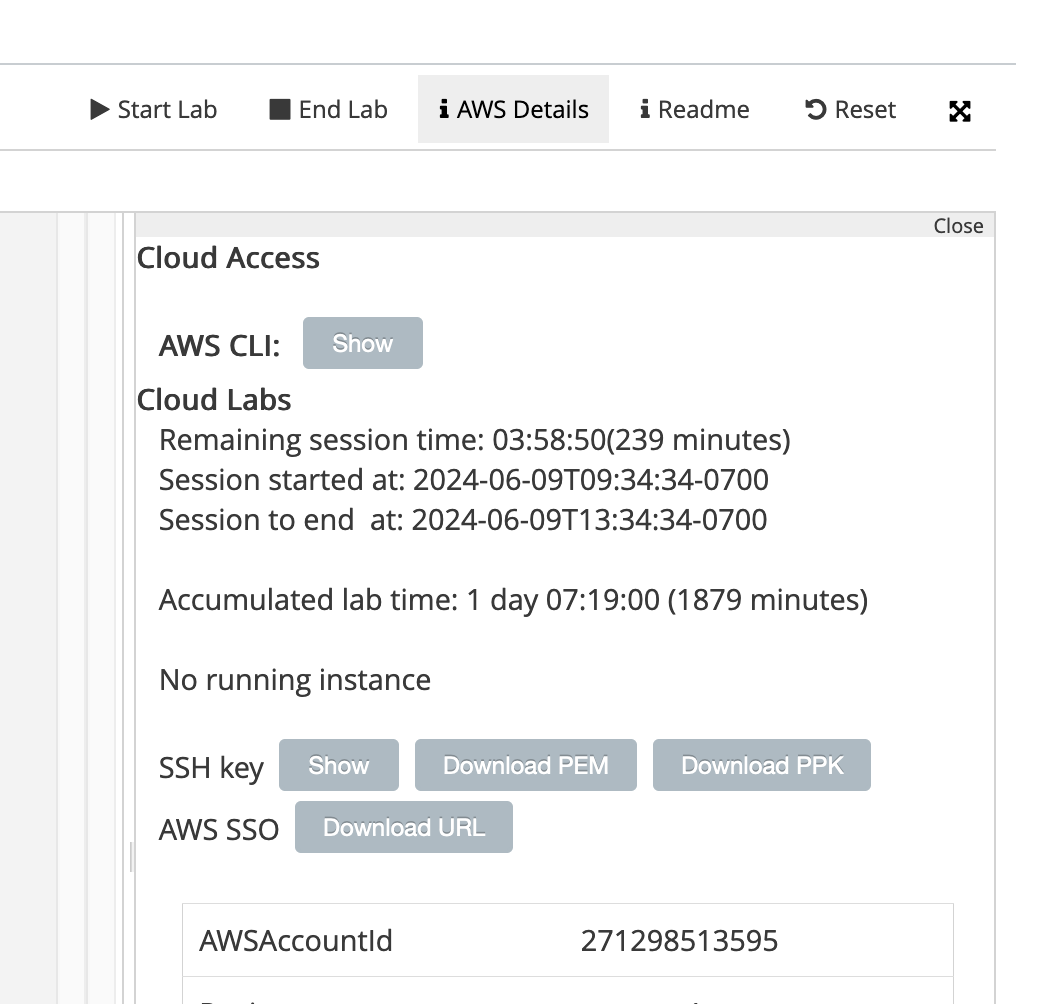 Start Lab End Lab AWS Details Readme Reset
Close
Cloud Access
AWS CLI: Show
Cloud Labs
Remaining session time: 03:58:50(239 minutes)
Session started at: 2024-06-09T09:34:34-0700
Session to end at: 2024-06-09T13:34:34-0700
Accumulated lab time: 1 day 07:19:00 (1879 minutes)
No running instance
SSH key Show Download PEM Download PPK
AWS SSO Download URL
AWSAccountId 271298513595